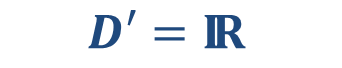 D′ = ℝ